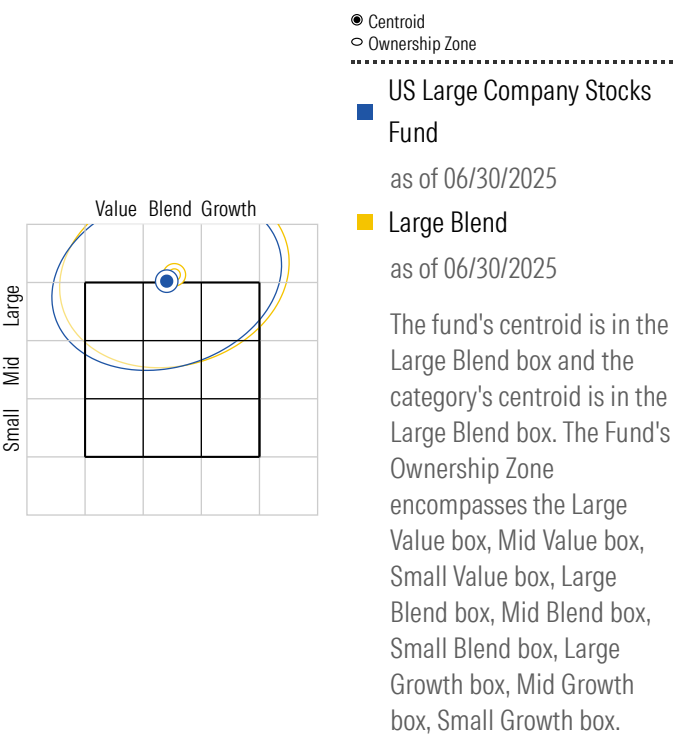 Centroid
Ownership Zone
US Large Company Stocks
Fund
as of 06/30/2025
Large Blend
as of 06/30/2025
The fund's centroid is in the
Large Blend box and the
category's centroid is in the
Large Blend box. The Fund's
Ownership Zone
encompasses the Large
Value box, Mid Value box,
Small Value box, Large
Blend box, Mid Blend box,
Small Blend box, Large
Growth box, Mid Growth
box, Small Growth box.
Value Blend Growth
Large
Mid
Small